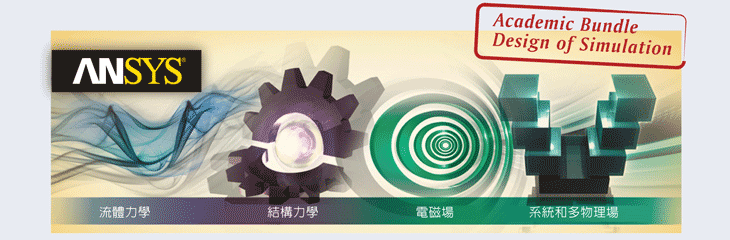 Academic Bundle
Design of Simulation
ANSYS®
流體力學
結構力學
電磁場
系統和多物理場